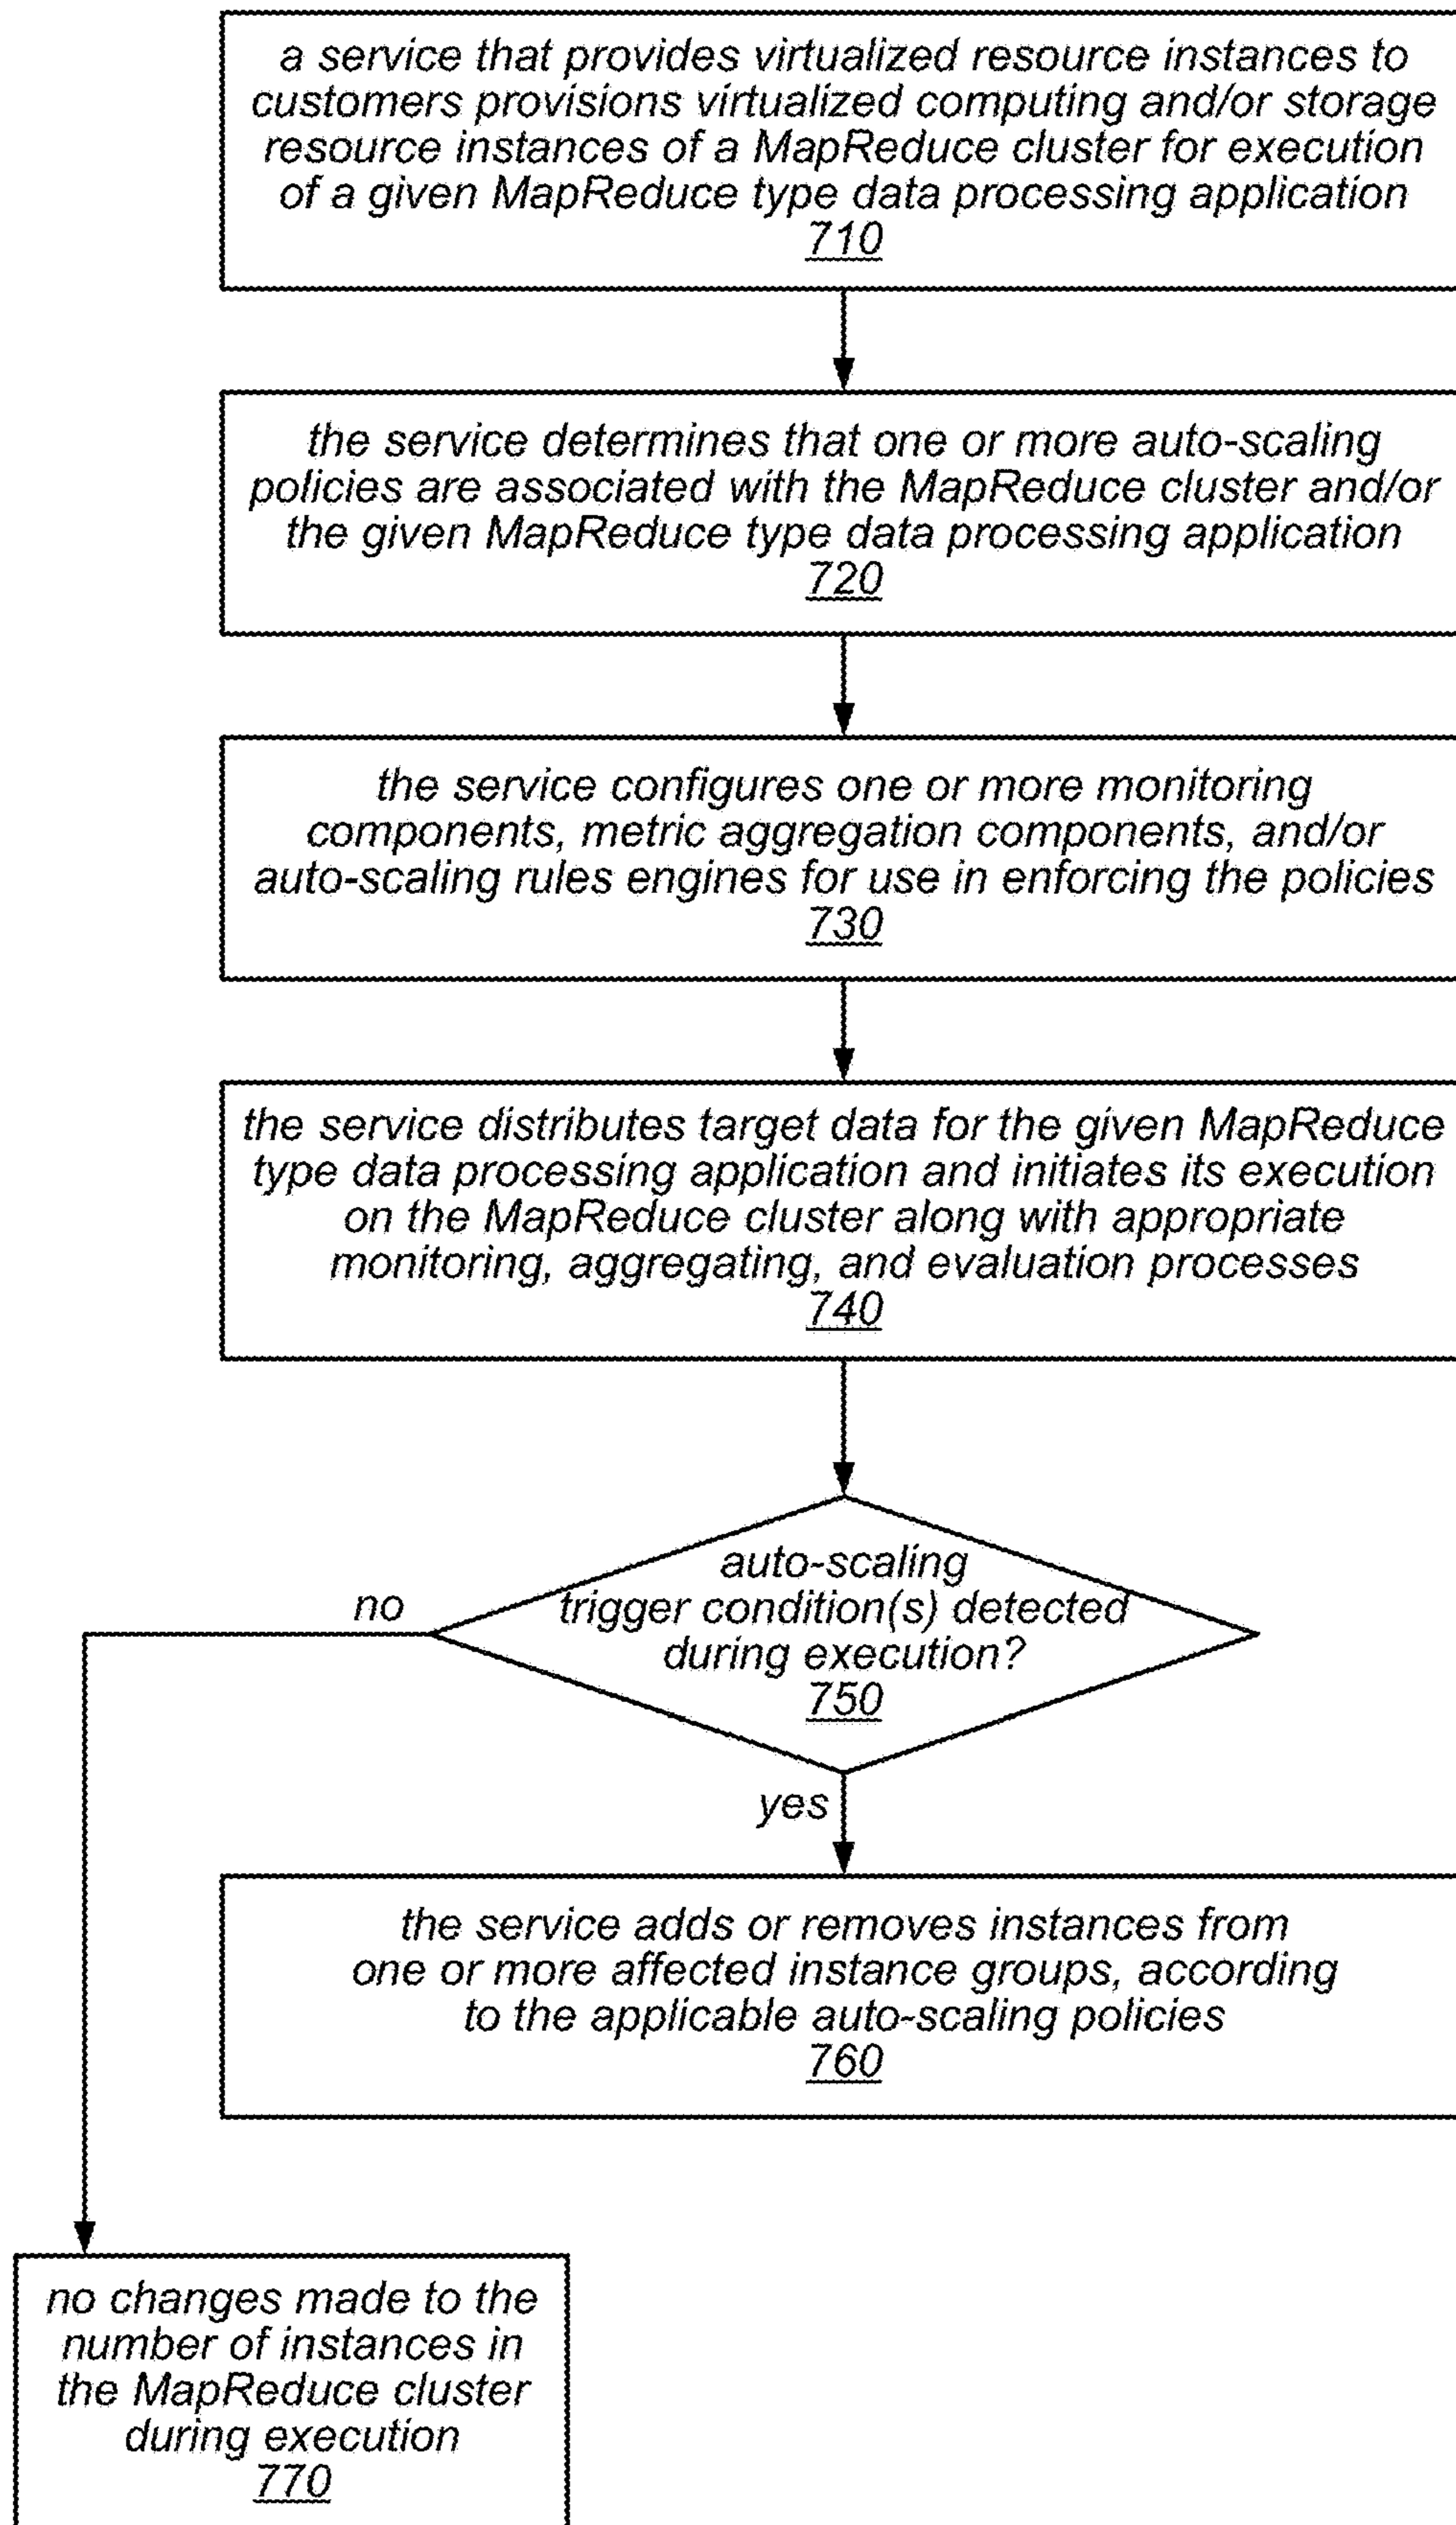 a service that provides virtualized resource instances to
customers provisions virtualized computing and/or storage
resource instances of a MapReduce cluster for execution
of a given MapReduce type data processing application
710
the service determines that one or more auto-scaling
policies are associated with the MapReduce cluster and/or
the given MapReduce type data processing application
720
the service configures one or more monitoring
components, metric aggregation components, and/or
auto-scaling rules engines for use in enforcing the policies
730
the service distributes target data for the given MapReduce
type data processing application and initiates its execution
on the MapReduce cluster along with appropriate
monitoring, aggregating, and evaluation processes
740
auto-scaling
trigger condition(s) detected
during execution?
750
no
yes
the service adds or removes instances from
one or more affected instance groups, according
to the applicable auto-scaling policies
760
no changes made to the
number of instances in
the MapReduce cluster
during execution
770